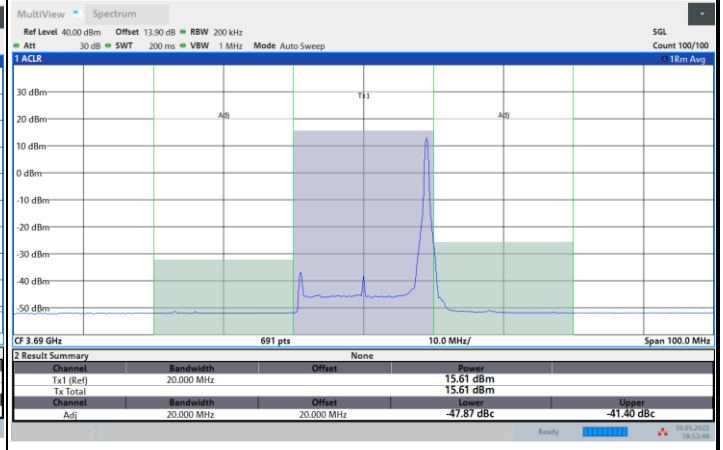 MultiView Spectrum
Ref Level 40.00 dBm Offset 13.90 dB RBW 200 kHz SGL
Att 30 dB SWT 200 ms VBW 1 MHz Mode Auto Sweep Count 100/100
1 ACLR 1Rm Avg
Tx1
30 dBm
Adj Adj
20 dBm
10 dBm
0 dBm
-10 dBm
-20 dBm
-30 dBm
-40 dBm
-50 dBm
CF 3.69 GHz 691 pts 10.0 MHz/ Span 100.0 MHz
2 Result Summary None
Channel Bandwidth Offset Power
Tx1 (Ref) 20.000 MHz 15.61 dBm
Tx Total 15.61 dBm
Channel Bandwidth Offset Lower Upper
Adj 20.000 MHz 20.000 MHz -47.87 dBc -41.40 dBc
Ready 10.05.2022
18:53:48